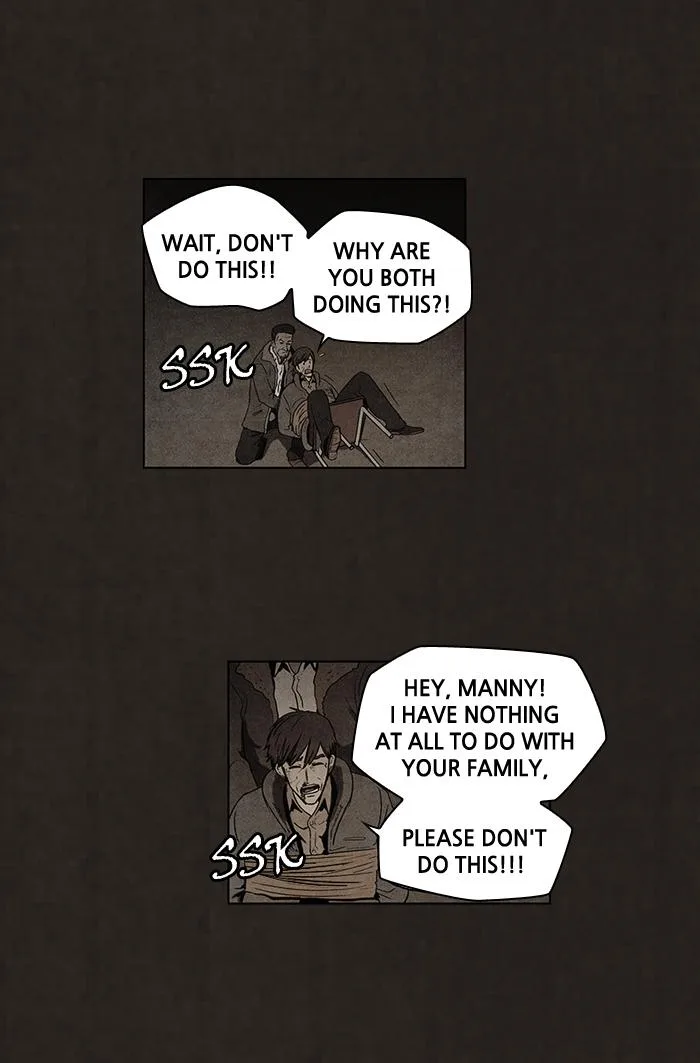 WAIT, DON'T
DO THIS!!
WHY ARE
YOU BOTH
DOING THIS?!
SSK
HEY, MANNY!
I HAVE NOTHING
AT ALL TO DO WITH
YOUR FAMILY,
PLEASE DON'T
DO THIS!!!
SSK